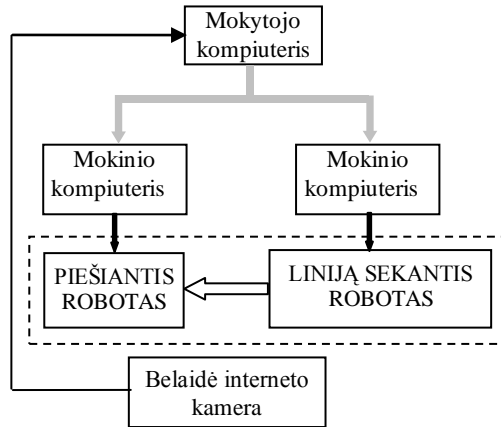 Mokytojo
kompiuteris
Mokinio
kompiuteris
Mokinio
kompiuteris
PIEŠIANTIS
ROBOTAS
LINIJĄ SEKANTIS
ROBOTAS
Belaidė interneto
kamera